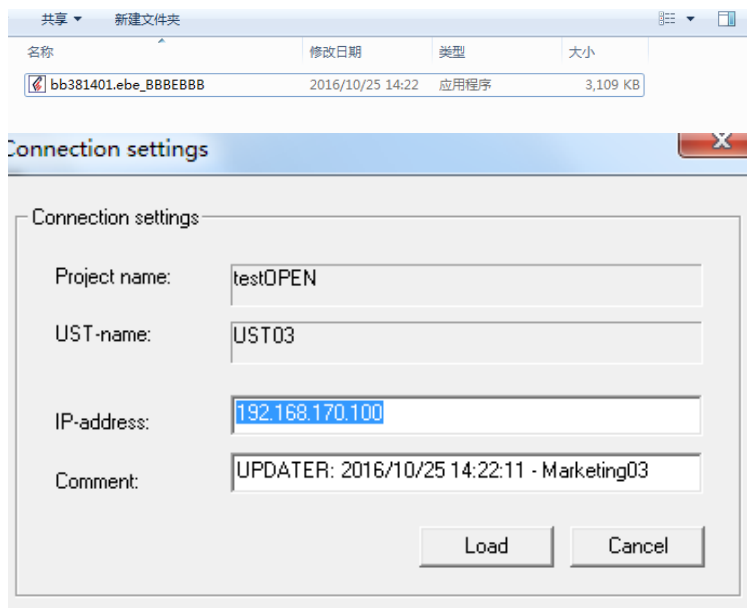 共享 新建文件夹
名称 修改日期 类型 大小
bb381401.ebe_BBBEBBB 2016/10/25 14:22 应用程序 3,109 KB
Connection settings
Connection settings
Project name: testOPEN
UST-name: UST03
IP-address: 192.168.170.100
Comment: UPDATER: 2016/10/25 14:22:11 - Marketing03
Load Cancel